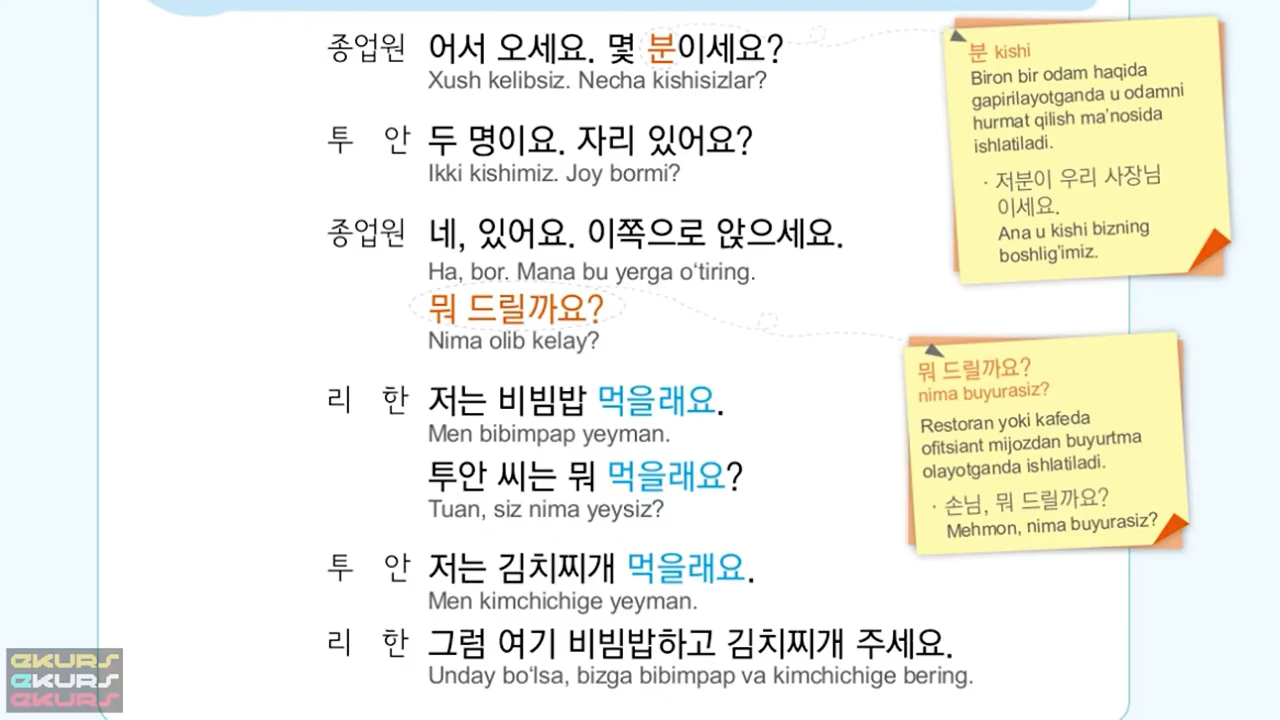 종업원 어서 오세요. 몇 분이세요?
Xush kelibsiz. Necha kishisizlar?
투 안 두 명이요. 자리 있어요?
Ikki kishimiz. Joy bormi?
종업원 네, 있어요. 이쪽으로 앉으세요.
Ha, bor. Mana bu yerga o‘tiring.
뭐 드릴까요?
Nima olib kelay?
리 한 저는 비빔밥 먹을래요.
Men bibimpap yeyman.
투안 씨는 뭐 먹을래요?
Tuan, siz nima yeysiz?
투 안 저는 김치찌개 먹을래요.
Men kimchichige yeyman.
리 한 그럼 여기 비빔밥하고 김치찌개 주세요.
Unday bo‘lsa, bizga bibimpap va kimchichige bering.
분 kishi
Biron bir odam haqida
gapirilayotganda u odamni
hurmat qilish ma’nosida
ishlatiladi.
· 저분이 우리 사장님
이세요.
Ana u kishi bizning
boshlig’imiz.
뭐 드릴까요?
nima buyurasiz?
Restoran yoki kafeda
ofitsiant mijozdan buyurtma
olayotganda ishlatiladi.
· 손님, 뭐 드릴까요?
Mehmon, nima buyurasiz?
EKURS
EKURS
EKURS